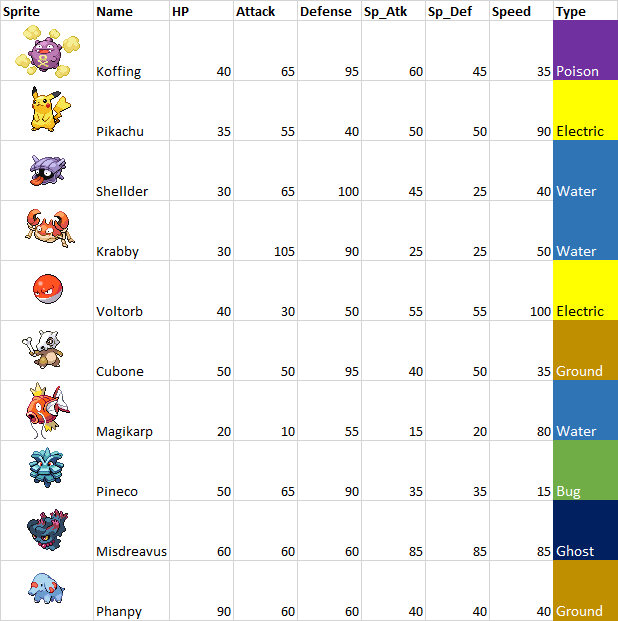 Sprite Name HP Attack Defense Sp_Atk Sp_Def Speed Type
Koffing 40 65 95 60 45 35 Poison
Pikachu 35 55 40 50 50 90 Electric
Shellder 30 65 100 45 25 40 Water
Krabby 30 105 90 25 25 50 Water
Voltorb 40 30 50 55 55 100 Electric
Cubone 50 50 95 40 50 35 Ground
Magikarp 20 10 55 15 20 80 Water
Pineco 50 65 90 35 35 15 Bug
Misdreavus 60 60 60 85 85 85 Ghost
Phanpy 90 60 60 40 40 40 Ground